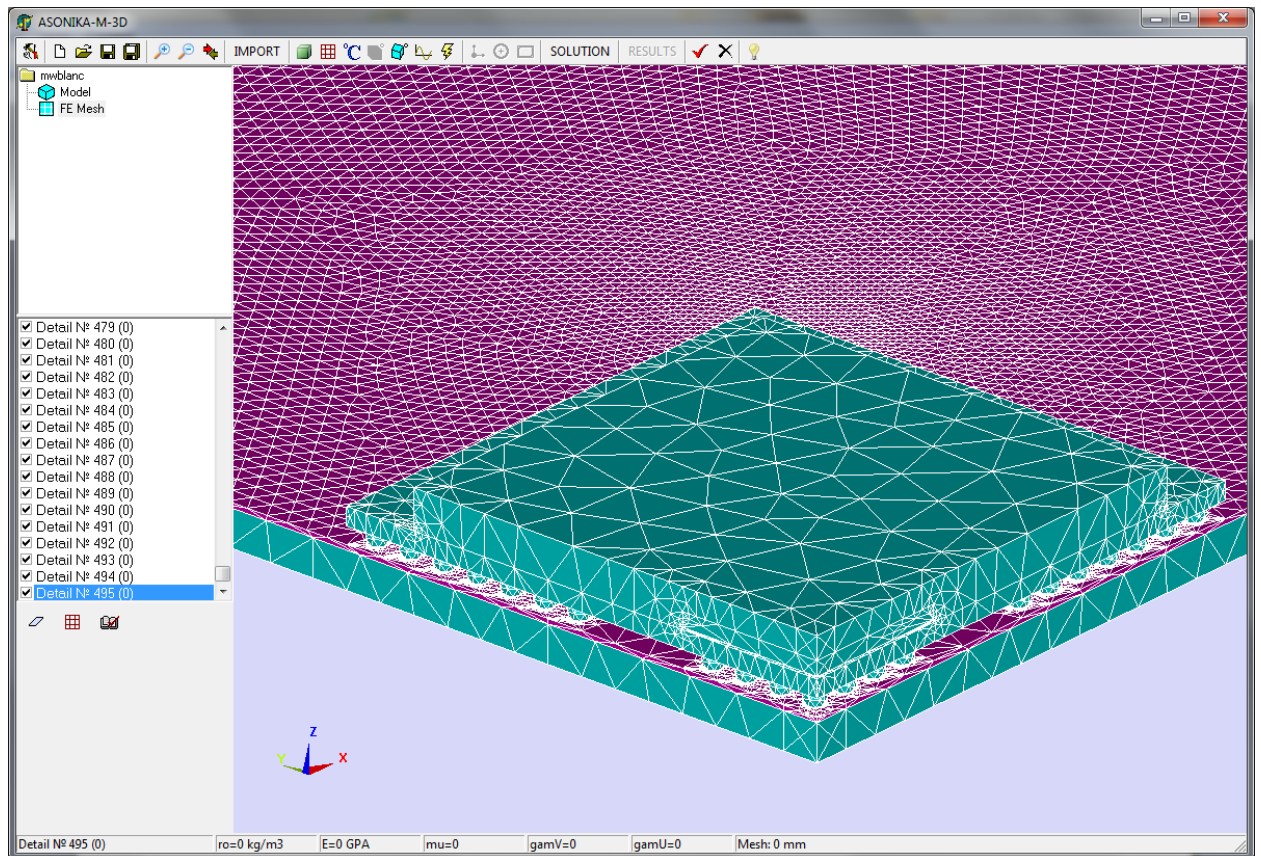 ASONIKA-M-3D
IMPORT °C SOLUTION RESULTS
mwblanc
Model
FE Mesh
Detail № 479 (0)
Detail № 480 (0)
Detail № 481 (0)
Detail № 482 (0)
Detail № 483 (0)
Detail № 484 (0)
Detail № 485 (0)
Detail № 486 (0)
Detail № 487 (0)
Detail № 488 (0)
Detail № 489 (0)
Detail № 490 (0)
Detail № 491 (0)
Detail № 492 (0)
Detail № 493 (0)
Detail № 494 (0)
Detail № 495 (0)
Z
Y X
Detail № 495 (0) ro=0 kg/m3 E=0 GPA mu=0 gamV=0 gamU=0 Mesh: 0 mm